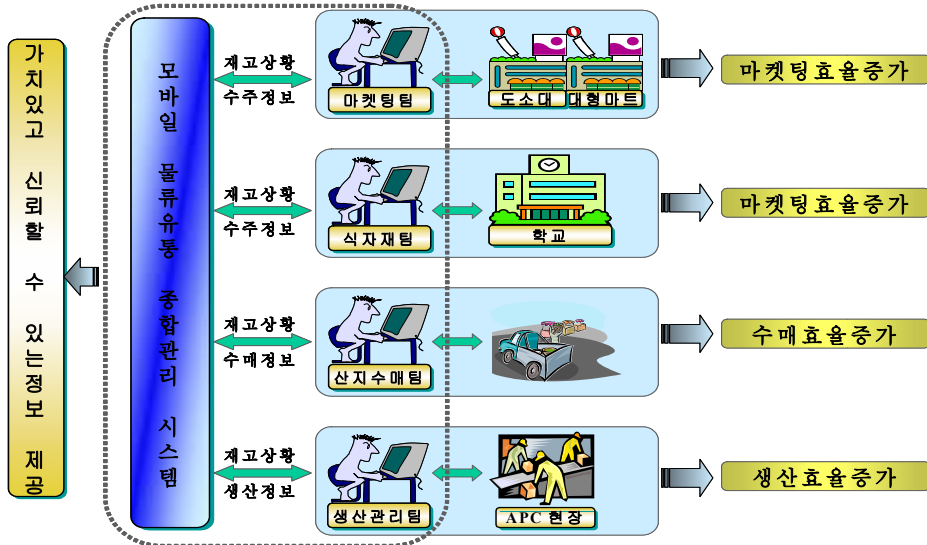 가치있고 신뢰할 수 있는정보 제공
모바일 물류유통 종합관리 시스템
재고상황
수주정보
마케팅팀
도소대
대형마트
마켓팅효율증가
재고상황
수주정보
식자재팀
학교
마켓팅효율증가
재고상황
수매정보
산지수매팀
수매효율증가
재고상황
생산정보
생산관리팀
APC 현장
생산효율증가